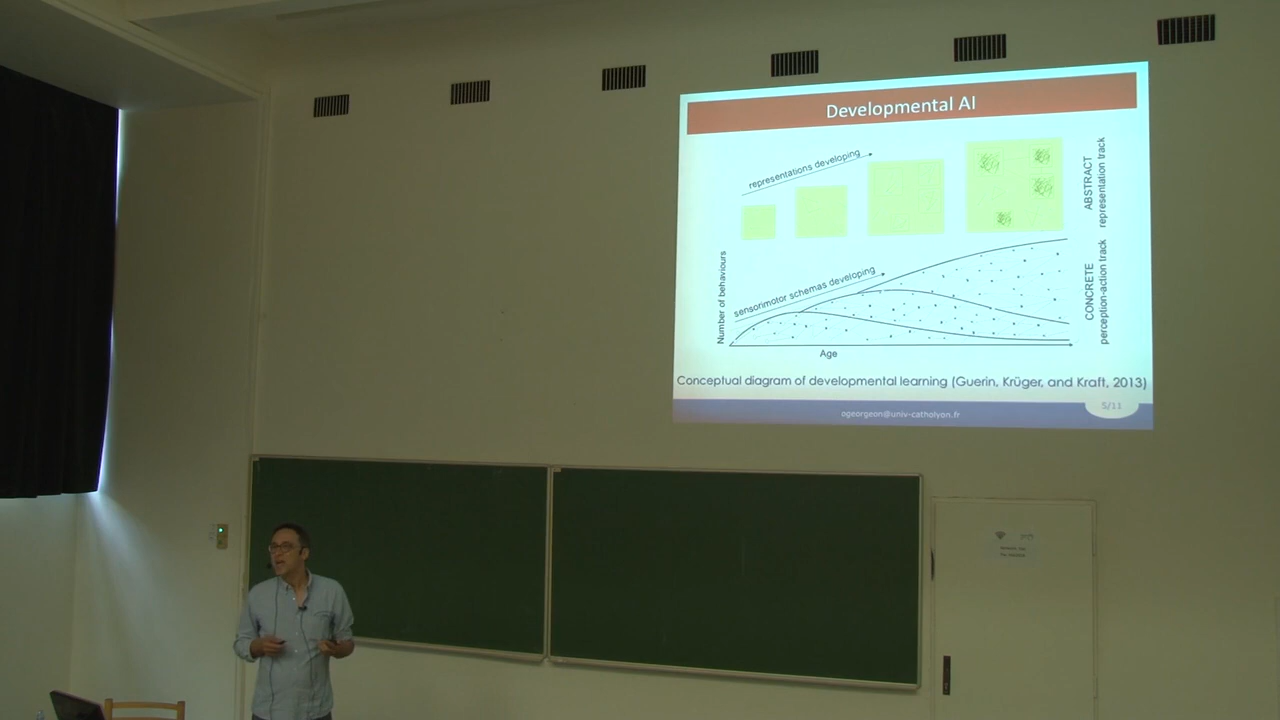 Developmental AI
representations developing
ABSTRACT
representation track
Number of behaviours
sensorimotor schemas developing
CONCRETE
perception-action track
Age
Conceptual diagram of developmental learning (Guerin, Krüger, and Kraft, 2013)
ogeorgeon@univ-catholyon.fr
5/11